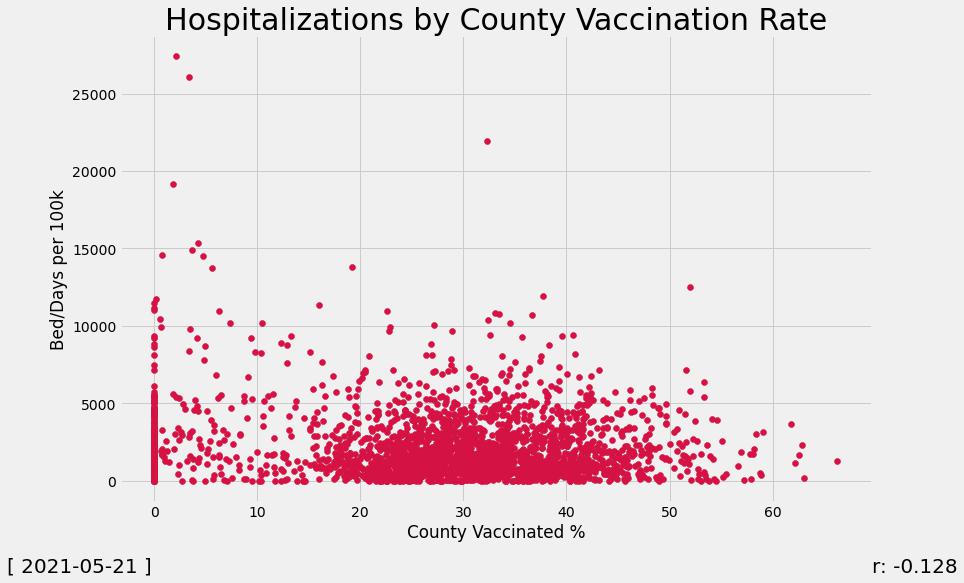 Hospitalizations by County Vaccination Rate
25000
20000
15000
10000
5000
0
Bed/Days per 100k
0 10 20 30 40 50 60
County Vaccinated %
[ 2021-05-21 ]
r: -0.128